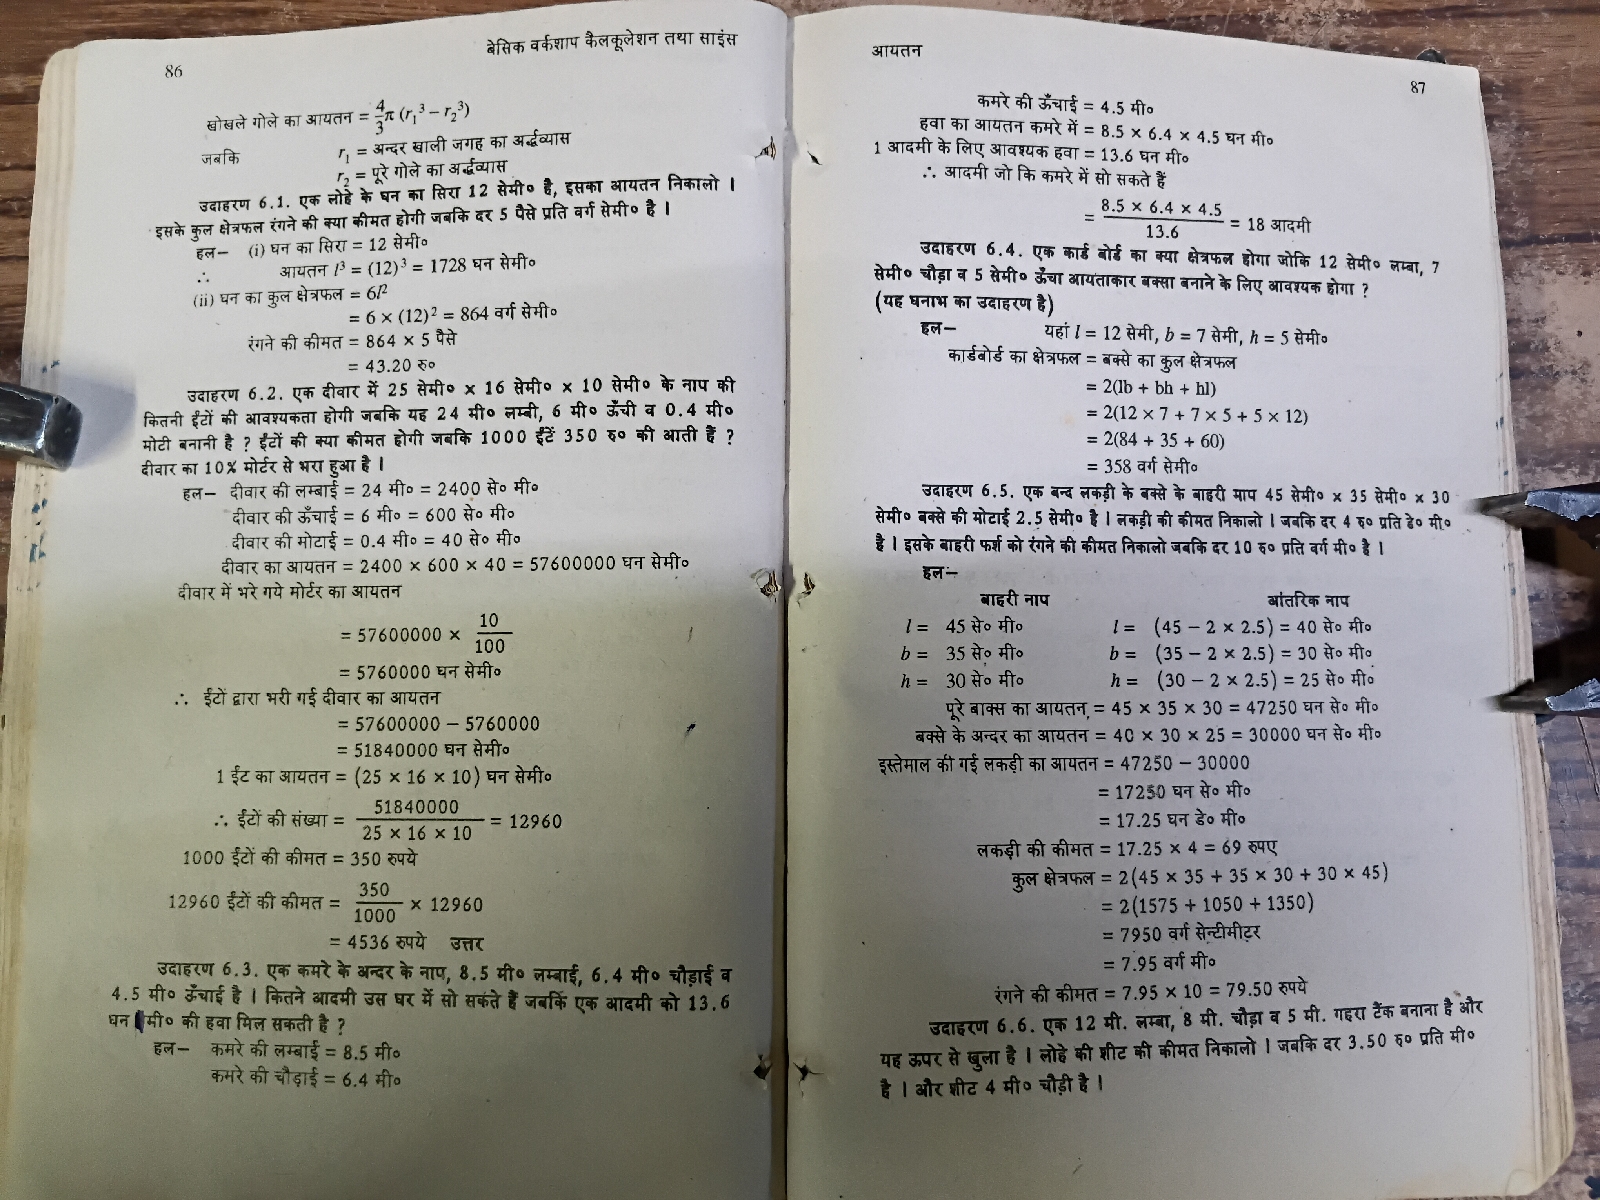 86
बेसिक वर्कशाप कैलकूलेशन तथा साइंस
खोखले गोले का आयतन = 4/3 π (r₁³ – r₂³)
जबकि r₁ = अन्दर खाली जगह का अर्द्धव्यास
r₂ = पूरे गोले का अर्द्धव्यास
उदाहरण 6.1. एक लोहे के घन का सिरा 12 सेमी० है, इसका आयतन निकालो ।
इसके कुल क्षेत्रफल रंगने की क्या कीमत होगी जबकि दर 5 पैसे प्रति वर्ग सेमी० है ।
हल– (i) घन का सिरा = 12 सेमी०
∴ आयतन l³ = (12)³ = 1728 घन सेमी०
(ii) घन का कुल क्षेत्रफल = 6l²
= 6 × (12)² = 864 वर्ग सेमी०
रंगने की कीमत = 864 × 5 पैसे
= 43.20 रु०
उदाहरण 6.2. एक दीवार में 25 सेमी० × 16 सेमी० × 10 सेमी० के नाप की
कितनी ईंटों की आवश्यकता होगी जबकि यह 24 मी० लम्बी, 6 मी० ऊँची व 0.4 मी०
मोटी बनानी है ? ईंटों की क्या कीमत होगी जबकि 1000 ईंटें 350 रु० की आती हैं ?
दीवार का 10% मोर्टर से भरा हुआ है ।
हल– दीवार की लम्बाई = 24 मी० = 2400 से० मी०
दीवार की ऊँचाई = 6 मी० = 600 से० मी०
दीवार की मोटाई = 0.4 मी० = 40 से० मी०
दीवार का आयतन = 2400 × 600 × 40 = 57600000 घन सेमी०
दीवार में भरे गये मोर्टर का आयतन
= 57600000 × 10/100
= 5760000 घन सेमी०
∴ ईंटों द्वारा भरी गई दीवार का आयतन
= 57600000 – 5760000
= 51840000 घन सेमी०
1 ईंट का आयतन = (25 × 16 × 10) घन सेमी०
∴ ईंटों की संख्या = 51840000/25 × 16 × 10 = 12960
1000 ईंटों की कीमत = 350 रुपये
12960 ईंटों की कीमत = 350/1000 × 12960
= 4536 रुपये उत्तर
उदाहरण 6.3. एक कमरे के अन्दर के नाप, 8.5 मी० लम्बाई, 6.4 मी० चौड़ाई व
4.5 मी० ऊँचाई है । कितने आदमी उस घर में सो सकते हैं जबकि एक आदमी को 13.6
घन मी० की हवा मिल सकती है ?
हल– कमरे की लम्बाई = 8.5 मी०
कमरे की चौड़ाई = 6.4 मी०
आयतन
87
कमरे की ऊँचाई = 4.5 मी०
हवा का आयतन कमरे में = 8.5 × 6.4 × 4.5 घन मी०
1 आदमी के लिए आवश्यक हवा = 13.6 घन मी०
∴ आदमी जो कि कमरे में सो सकते हैं
= 8.5 × 6.4 × 4.5/13.6 = 18 आदमी
उदाहरण 6.4. एक कार्ड बोर्ड का क्या क्षेत्रफल होगा जोकि 12 सेमी० लम्बा, 7
सेमी० चौड़ा व 5 सेमी० ऊँचा आयताकार बक्सा बनाने के लिए आवश्यक होगा ?
(यह घनाभ का उदाहरण है)
हल– यहां l = 12 सेमी, b = 7 सेमी, h = 5 सेमी०
कार्डबोर्ड का क्षेत्रफल = बक्से का कुल क्षेत्रफल
= 2(lb + bh + hl)
= 2(12 × 7 + 7 × 5 + 5 × 12)
= 2(84 + 35 + 60)
= 358 वर्ग सेमी०
उदाहरण 6.5. एक बन्द लकड़ी के बक्से के बाहरी माप 45 सेमी० × 35 सेमी० × 30
सेमी० बक्से की मोटाई 2.5 सेमी० है । लकड़ी की कीमत निकालो । जबकि दर 4 रु० प्रति डे० मी०
है । इसके बाहरी फर्श को रंगने की कीमत निकालो जबकि दर 10 रु० प्रति वर्ग मी० है ।
हल–
बाहरी नाप आंतरिक नाप
l = 45 से० मी० l = (45 – 2 × 2.5) = 40 से० मी०
b = 35 से० मी० b = (35 – 2 × 2.5) = 30 से० मी०
h = 30 से० मी० h = (30 – 2 × 2.5) = 25 से० मी०
पूरे बाक्स का आयतन = 45 × 35 × 30 = 47250 घन से० मी०
बक्से के अन्दर का आयतन = 40 × 30 × 25 = 30000 घन से० मी०
इस्तेमाल की गई लकड़ी का आयतन = 47250 – 30000
= 17250 घन से० मी०
= 17.25 घन डे० मी०
लकड़ी की कीमत = 17.25 × 4 = 69 रुपए
कुल क्षेत्रफल = 2(45 × 35 + 35 × 30 + 30 × 45)
= 2(1575 + 1050 + 1350)
= 7950 वर्ग सेन्टीमीटर
= 7.95 वर्ग मी०
रंगने की कीमत = 7.95 × 10 = 79.50 रुपये
उदाहरण 6.6. एक 12 मी. लम्बा, 8 मी. चौड़ा व 5 मी. गहरा टैंक बनाना है और
यह ऊपर से खुला है । लोहे की शीट की कीमत निकालो । जबकि दर 3.50 रु० प्रति मी०
है । और शीट 4 मी० चौड़ी है ।